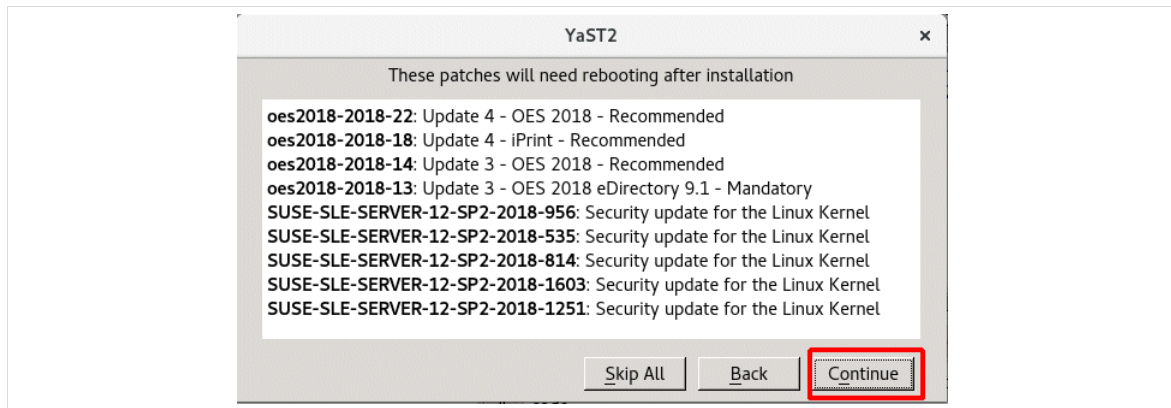 YaST2
These patches will need rebooting after installation
oes2018-2018-22: Update 4 - OES 2018 - Recommended
oes2018-2018-18: Update 4 - iPrint - Recommended
oes2018-2018-14: Update 3 - OES 2018 - Recommended
oes2018-2018-13: Update 3 - OES 2018 eDirectory 9.1 - Mandatory
SUSE-SLE-SERVER-12-SP2-2018-956: Security update for the Linux Kernel
SUSE-SLE-SERVER-12-SP2-2018-535: Security update for the Linux Kernel
SUSE-SLE-SERVER-12-SP2-2018-814: Security update for the Linux Kernel
SUSE-SLE-SERVER-12-SP2-2018-1603: Security update for the Linux Kernel
SUSE-SLE-SERVER-12-SP2-2018-1251: Security update for the Linux Kernel
Skip All Back Continue